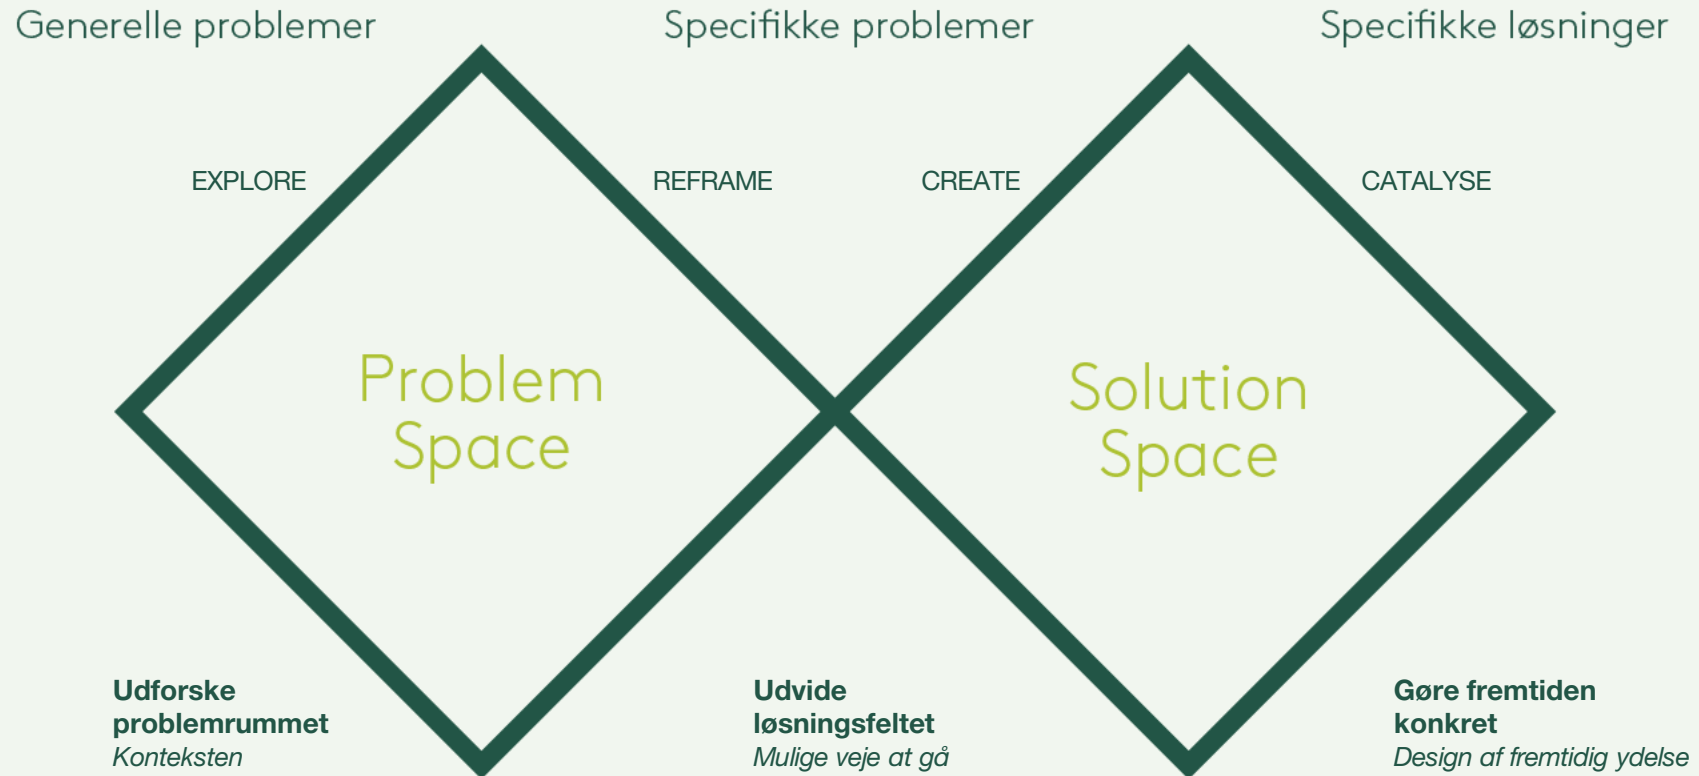 Generelle problemer
Specifikke problemer
Specifikke løsninger
EXPLORE
REFRAME
CREATE
CATALYSE
Problem
Space
Solution
Space
Udforske
problemrummet
Konteksten
Udvide
løsningsfeltet
Mulige veje at gå
Gøre fremtiden
konkret
Design af fremtidig ydelse